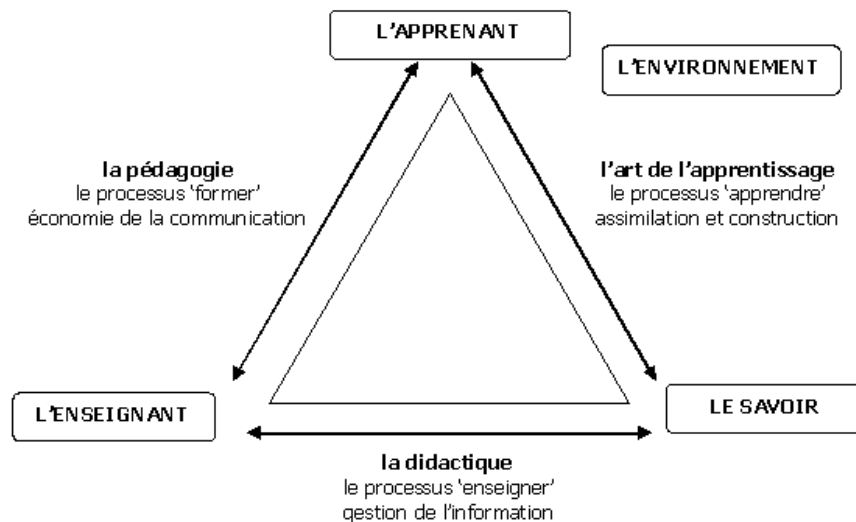 L'APPRENANT
L'ENVIRONNEMENT
la pédagogie
le processus 'former'
économie de la communication
l'art de l'apprentissage
le processus 'apprendre'
assimilation et construction
L'ENSEIGNANT
LE SAVOIR
la didactique
le processus 'enseigner'
gestion de l'information